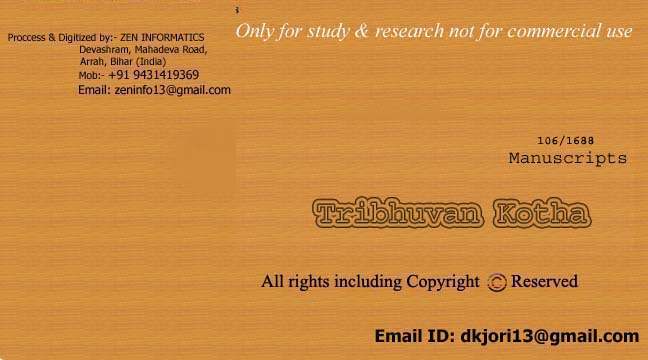 Only for study & research not for commercial use
Proccess & Digitized by:- ZEN INFORMATICS
Devashram, Mahadeva Road,
Arrah, Bihar (India)
Mob:- +91 9431419369
Email: zeninfo13@gmail.com
106/1688
Manuscripts
Tribhuvan Kotha
All rights including Copyright © Reserved
Email ID: dkjori13@gmail.com